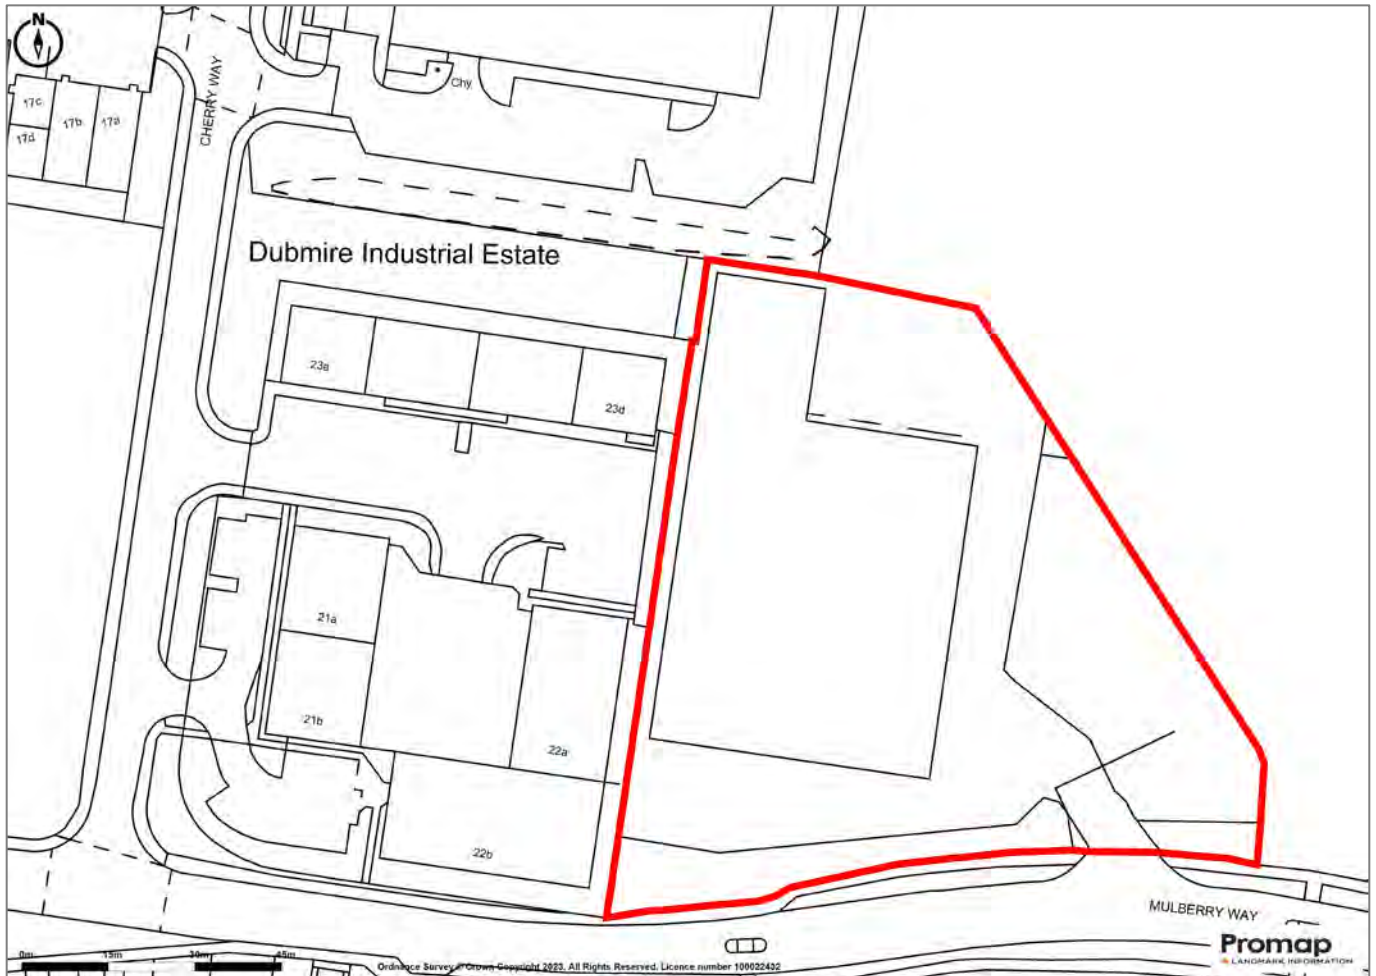 N
CHERRY WAY
Chy
17c
17b
17a
17d
Dubmire Industrial Estate
23a
23d
21a
21b
22a
22b
MULBERRY WAY
Promap
LANDMARK INFORMATION
0m 15m 30m 45m
Ordnance Survey © Crown Copyright 2023. All Rights Reserved. Licence number 100022432